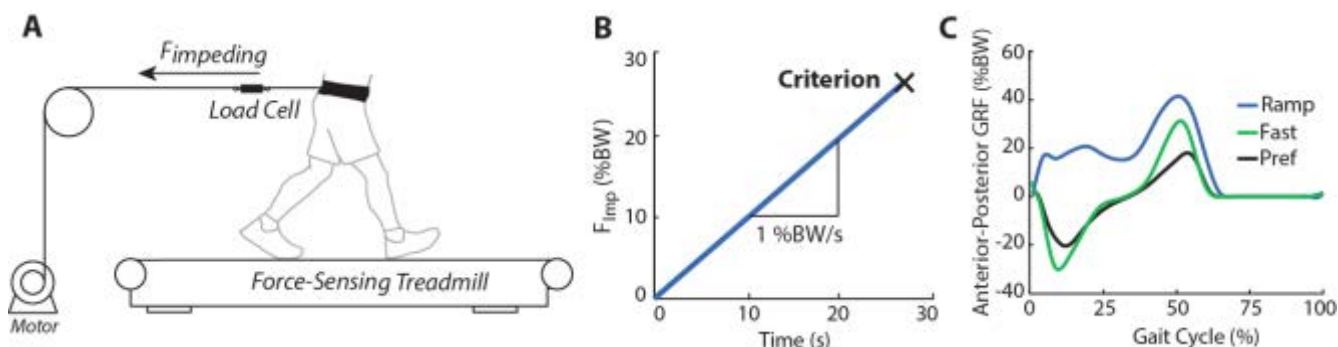 A
Fimpeding
Load Cell
Force-Sensing Treadmill
Motor
B
30
20
10
0
FImp (%BW)
Criterion
1 %BW/s
0
10
20
30
Time (s)
C
60
40
20
0
-20
-40
Anterior-Posterior GRF (%BW)
Ramp
Fast
Pref
0
25
50
75
100
Gait Cycle (%)